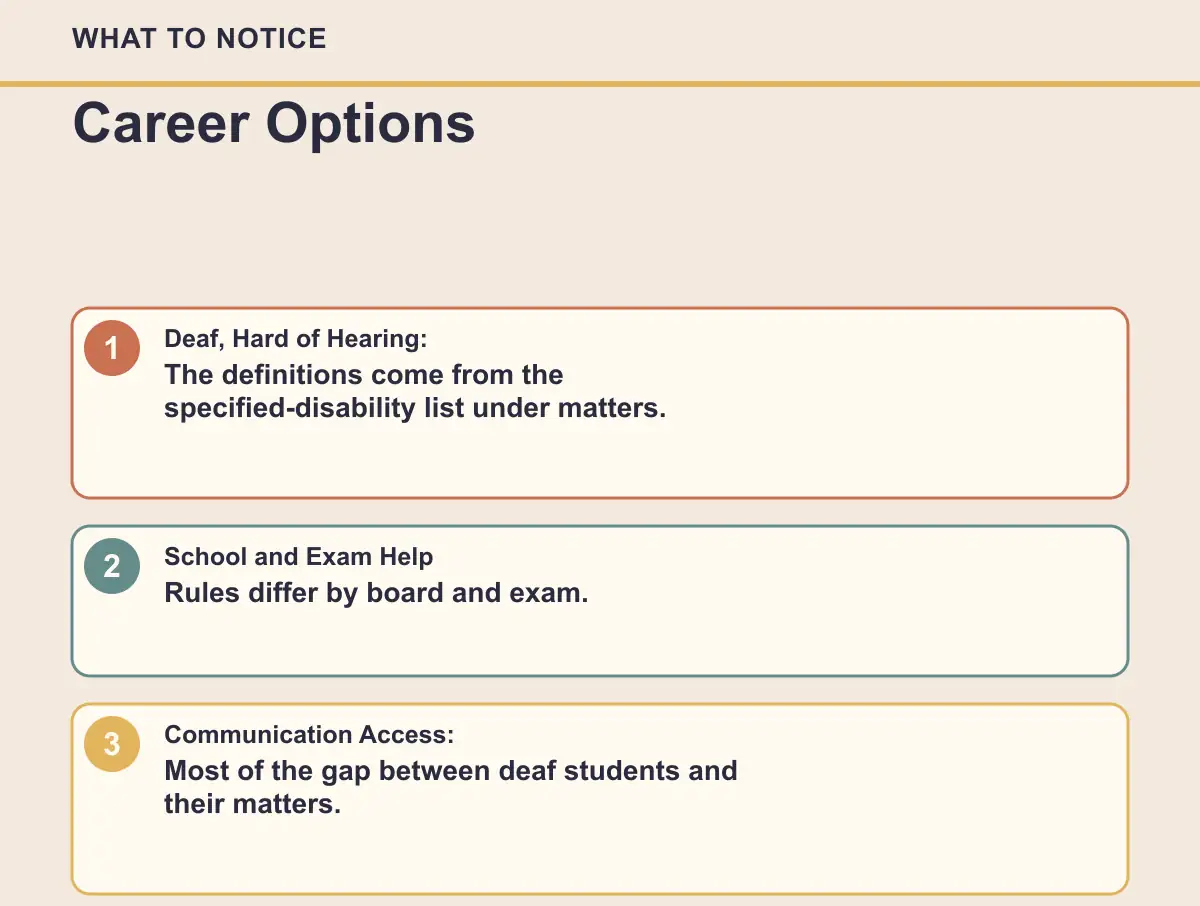 WHAT TO NOTICE
Career Options
1
Deaf, Hard of Hearing:
The definitions come from the
specified-disability list under matters.
2
School and Exam Help
Rules differ by board and exam.
3
Communication Access:
Most of the gap between deaf students and
their matters.